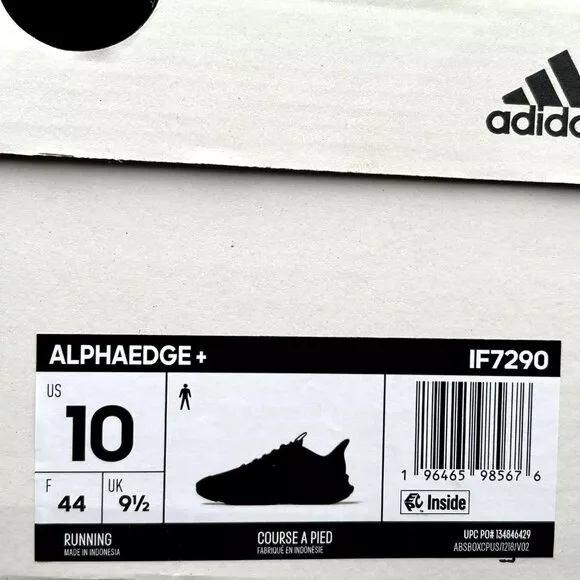 adidas
ALPHAEDGE + IF7290
US
10
F
44
UK
9½
1 96465 98567 6
Inside
RUNNING
MADE IN INDONESIA
COURSE A PIED
FABRIQUE EN INDONÉSIE
UPC PO# 134846429
ABSBOXCPUS/1218/V02